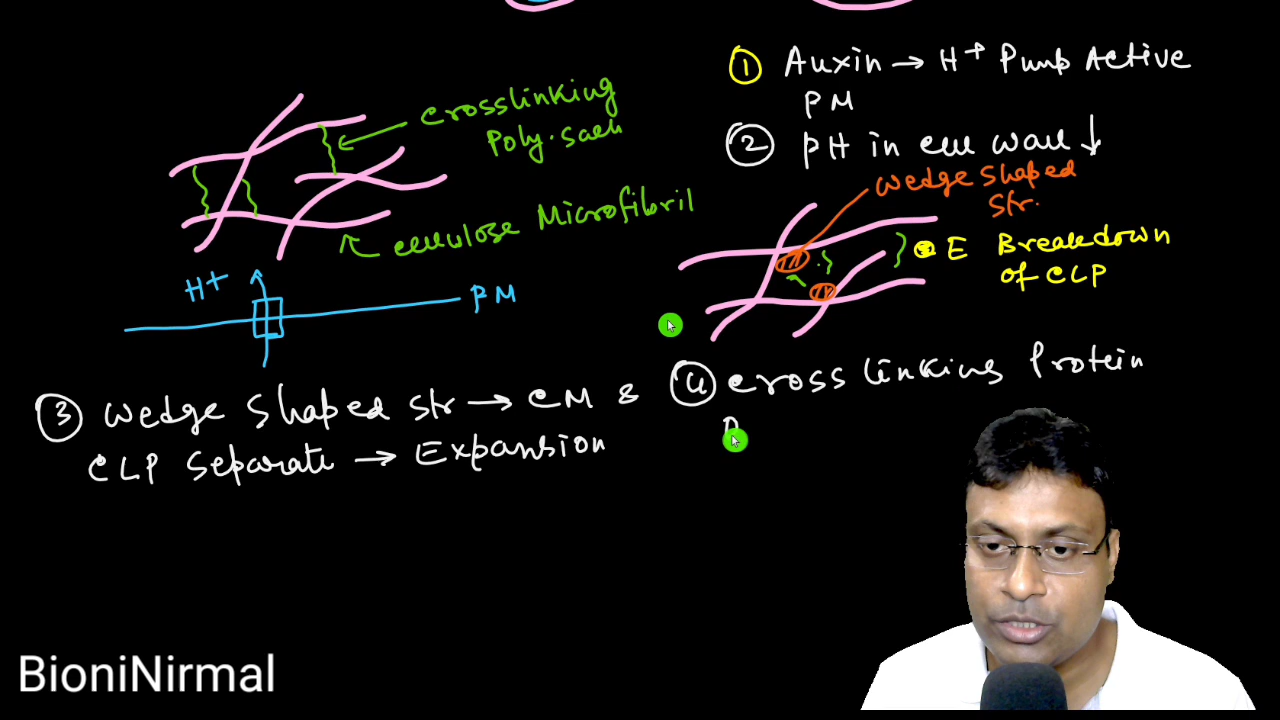 crosslinking
Poly.sach
cellulose Microfibril
H+
PM
① Auxin → H+ Pump Active
PM
② pH in cell wall ↓
wedge shaped
str.
E Breakdown
of CLP
③ wedge shaped str → CM &
CLP separate → Expansion
④ cross linking Protein
BioniNirmal